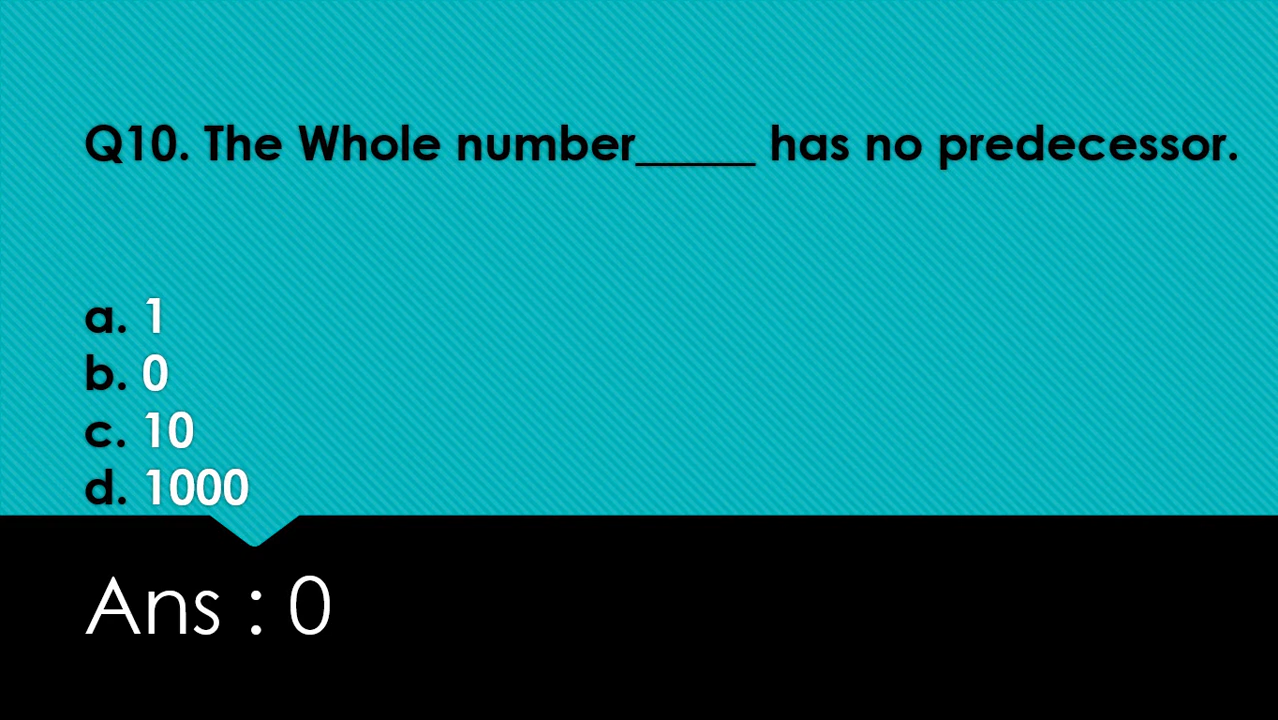 Q10. The Whole number_____ has no predecessor.
a. 1
b. 0
c. 10
d. 1000
Ans : 0